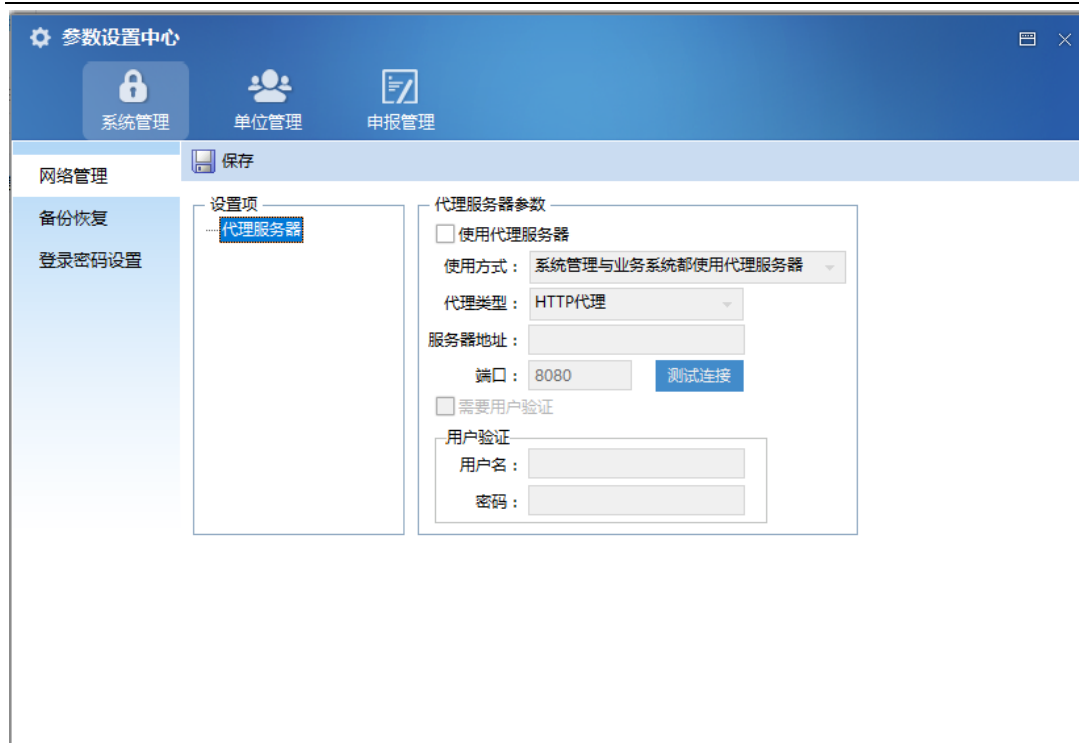 参数设置中心
系统管理
单位管理
申报管理
网络管理
备份恢复
登录密码设置
保存
设置项
代理服务器
代理服务器参数
使用代理服务器
使用方式： 系统管理与业务系统都使用代理服务器
代理类型： HTTP代理
服务器地址：
端口： 8080 测试连接
需要用户验证
用户验证
用户名：
密码：